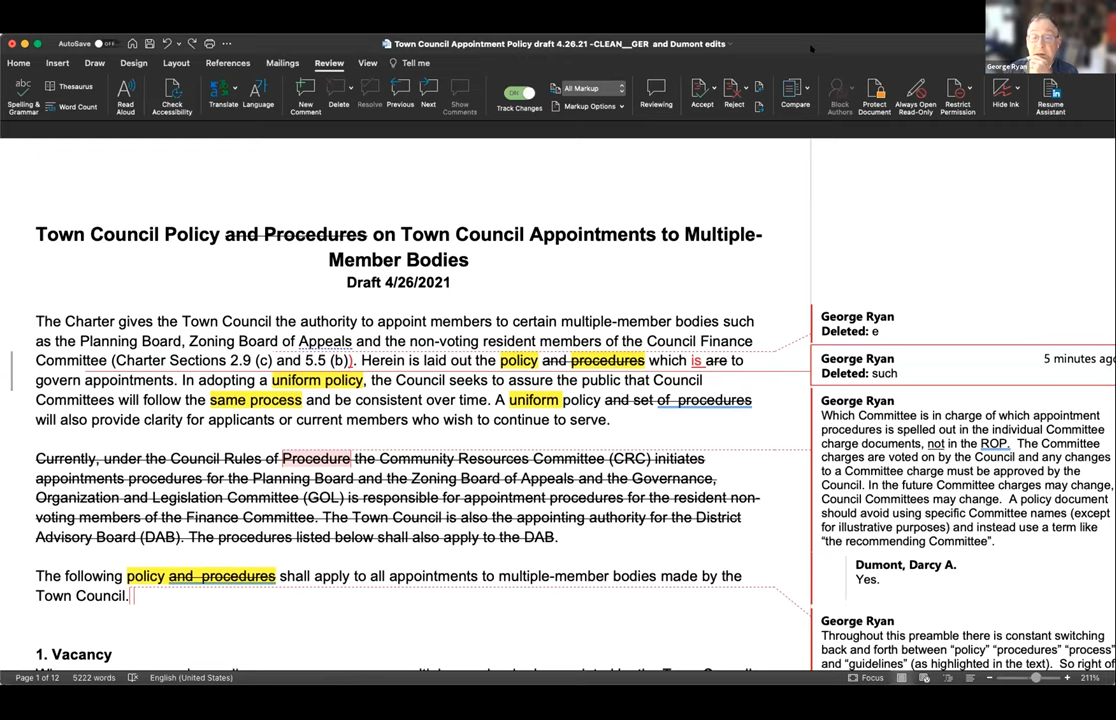 AutoSave OFF
Town Council Appointment Policy draft 4.26.21 -CLEAN__GER and Dumont edits
George Ryan
Home Insert Draw Design Layout References Mailings Review View Tell me
abc
Spelling & Grammar
Thesaurus
Word Count
Read Aloud
Check Accessibility
Translate
Language
New Comment
Delete
Resolve
Previous
Next
Show Comments
ON
Track Changes
All Markup
Markup Options
Reviewing
Accept
Reject
Compare
Block Authors
Protect Document
Always Open Read-Only
Restrict Permission
Hide Ink
Resume Assistant
Town Council Policy and Procedures on Town Council Appointments to Multiple-
Member Bodies
Draft 4/26/2021
The Charter gives the Town Council the authority to appoint members to certain multiple-member bodies such
as the Planning Board, Zoning Board of Appeals and the non-voting resident members of the Council Finance
Committee (Charter Sections 2.9 (c) and 5.5 (b)). Herein is laid out the policy and procedures which is are to
govern appointments. In adopting a uniform policy, the Council seeks to assure the public that Council
Committees will follow the same process and be consistent over time. A uniform policy and set of procedures
will also provide clarity for applicants or current members who wish to continue to serve.
Currently, under the Council Rules of Procedure the Community Resources Committee (CRC) initiates
appointments procedures for the Planning Board and the Zoning Board of Appeals and the Governance,
Organization and Legislation Committee (GOL) is responsible for appointment procedures for the resident non-
voting members of the Finance Committee. The Town Council is also the appointing authority for the District
Advisory Board (DAB). The procedures listed below shall also apply to the DAB.
The following policy and procedures shall apply to all appointments to multiple-member bodies made by the
Town Council.
1. Vacancy
George Ryan
Deleted: e
George Ryan 5 minutes ago
Deleted: such
George Ryan
Which Committee is in charge of which appointment
procedures is spelled out in the individual Committee
charge documents, not in the ROP. The Committee
charges are voted on by the Council and any changes
to a Committee charge must be approved by the
Council. In the future Committee charges may change,
Council Committees may change. A policy document
should avoid using specific Committee names (except
for illustrative purposes) and instead use a term like
"the recommending Committee".
Dumont, Darcy A.
Yes.
George Ryan
Throughout this preamble there is constant switching
back and forth between "policy" "procedures" "process"
and "guidelines" (as highlighted in the text). So right of
Page 1 of 12 5222 words English (United States) Focus 211%